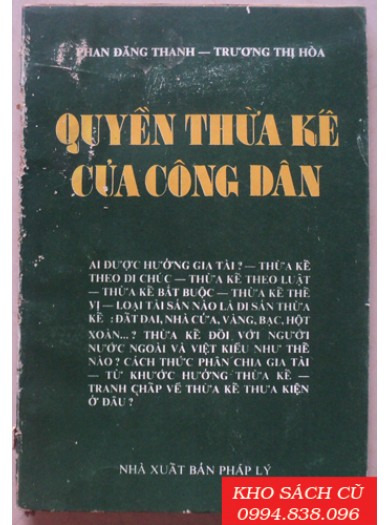 PHAN ĐĂNG THANH — TRƯƠNG THỊ HÒA
QUYỀN THỪA KẾ
CỦA CÔNG DÂN
AI ĐƯỢC HƯỞNG GIA TÀI ? — THỪA KẾ
THEO DI CHÚC — THỪA KẾ THEO LUẬT
— THỪA KẾ BẮT BUỘC — THỪA KẾ THẾ
VỊ — LOẠI TÀI SẢN NÀO LÀ DI SẢN THỪA
KẾ : ĐẤT ĐAI, NHÀ CỬA, VÀNG, BẠC, HỘT
XOÀN...? THỪA KẾ ĐỐI VỚI NGƯỜI
NƯỚC NGOÀI VÀ VIỆT KIỀU NHƯ THẾ
NÀO ? CÁCH THỨC PHÂN CHIA GIA TÀI
— TỪ KHƯỚC HƯỞNG THỪA KẾ —
TRANH CHẤP VỀ THỪA KẾ THƯA KIỆN
Ở ĐÂU ?
NHÀ XUẤT BẢN PHÁP LÝ
KHO SÁCH CŨ
0994.838.096